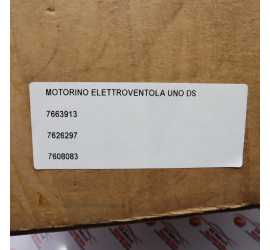 MOTORINO ELETTROVENTOLA UNO DS
7663913
7626297
7608083